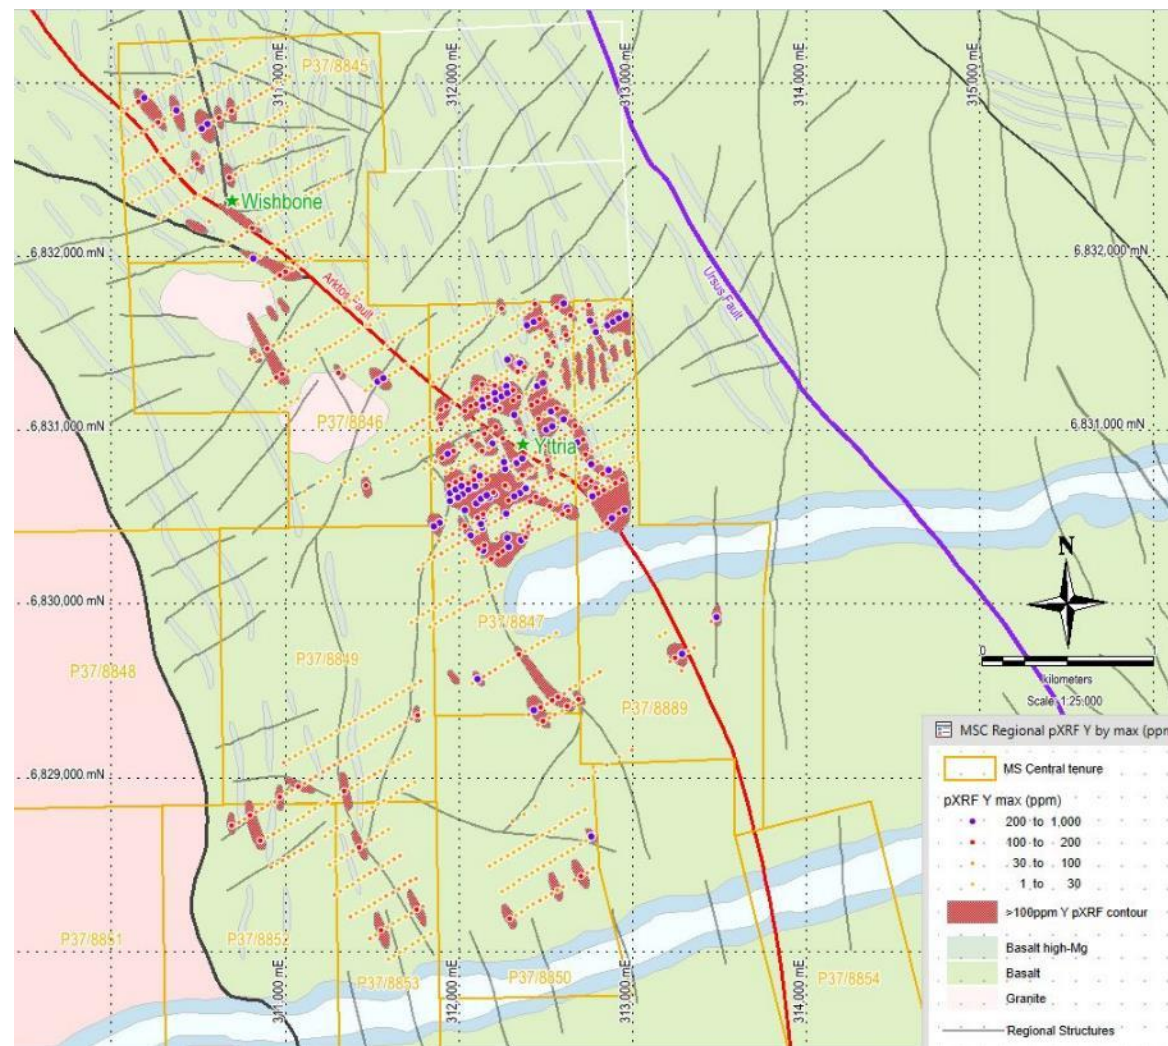 P37/8845
311,000 mE
312,000 mE
313,000 mE
314,000 mE
315,000 mE
Wishbone
6,832,000 mN
6,832,000 mN
Arktos Fault
Ursus Fault
P37/8846
6,831,000 mN
6,831,000 mN
Yttria
N
6,830,000 mN
6,830,000 mN
P37/8847
P37/8849
P37/8848
0
1
kilometers
Scale: 1:25:000
P37/8889
MSC Regional pXRF Y by max (ppm
6,829,000 mN
MS Central tenure
pXRF Y max (ppm)
200 to 1,000
100 to 200
30 to 100
1 to 30
>100ppm Y pXRF contour
P37/8851
P37/8852
Basalt high-Mg
P37/8853
P37/8850
P37/8854
Basalt
311,000 mE
312,000 mE
313,000 mE
314,000 mE
Granite
Regional Structures